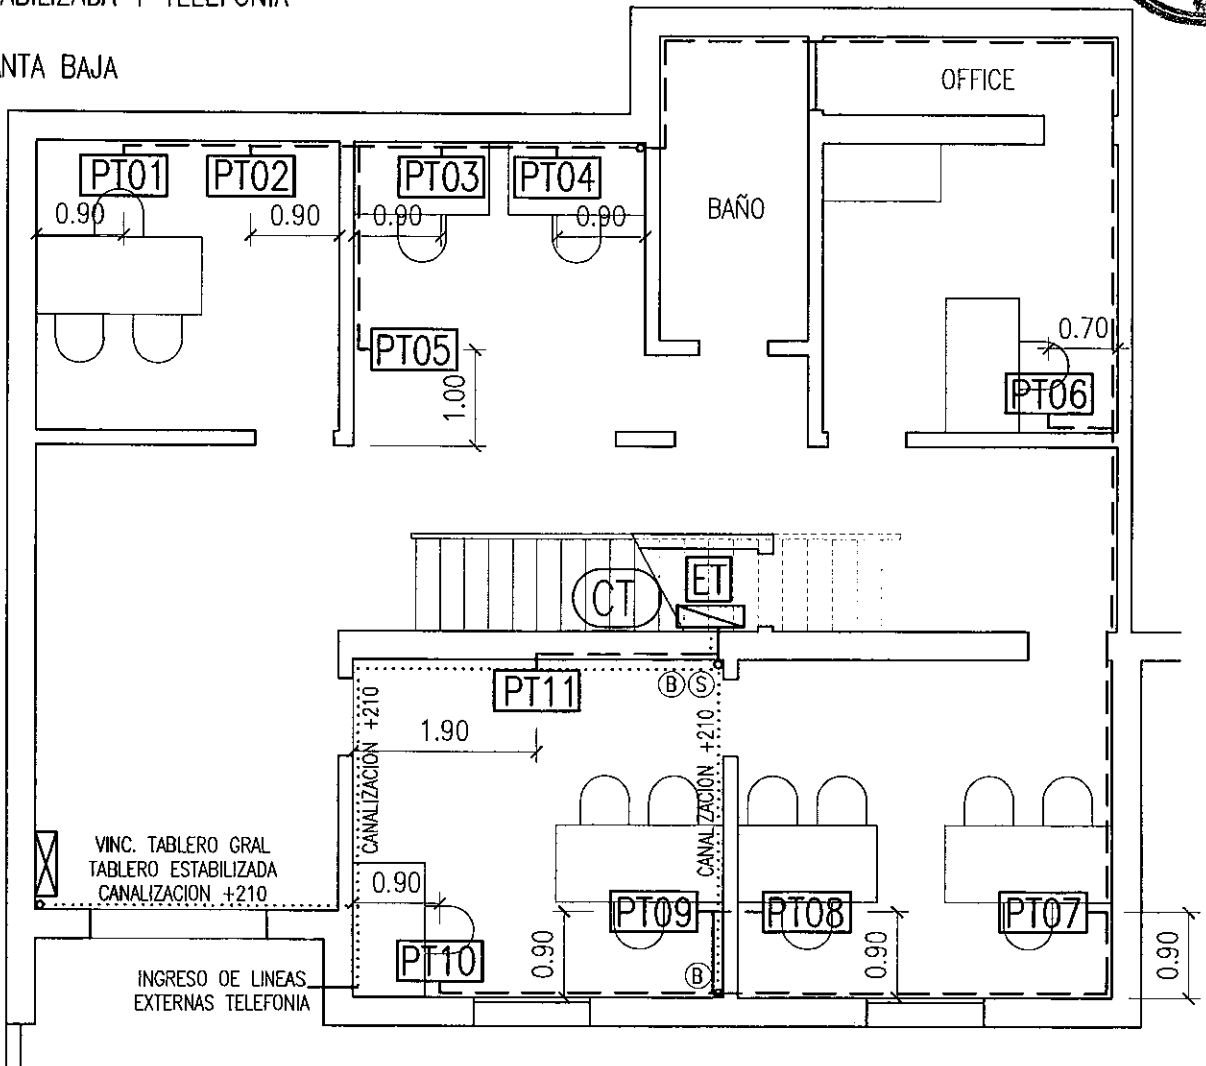 ABILIZADA Y TELEFONIA
ANTA BAJA
OFFICE
PT01
PT02
PT03
PT04
0.90
0.90
0.90
0.90
BAÑO
PT05
1.00
0.70
PT06
CT
ET
PT11
B
S
CANALIZACION +210
1.90
CANALIZACION +210
VINC. TABLERO GRAL
TABLERO ESTABILIZADA
CANALIZACION +210
0.90
PT09
PT08
PT07
PT10
0.90
B
0.90
0.90
INGRESO DE LINEAS
EXTERNAS TELEFONIA